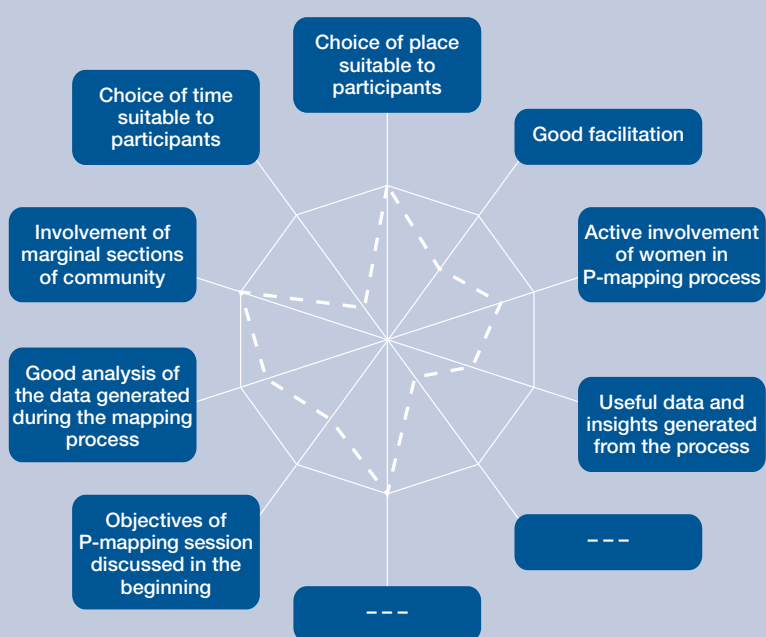 Choice of place
suitable to
participants
Good facilitation
Active involvement
of women in
P-mapping process
Useful data and
insights generated
from the process
– – –
– – –
Objectives of
P-mapping session
discussed in the
beginning
Good analysis of
the data generated
during the mapping
process
Involvement of
marginal sections
of community
Choice of time
suitable to
participants